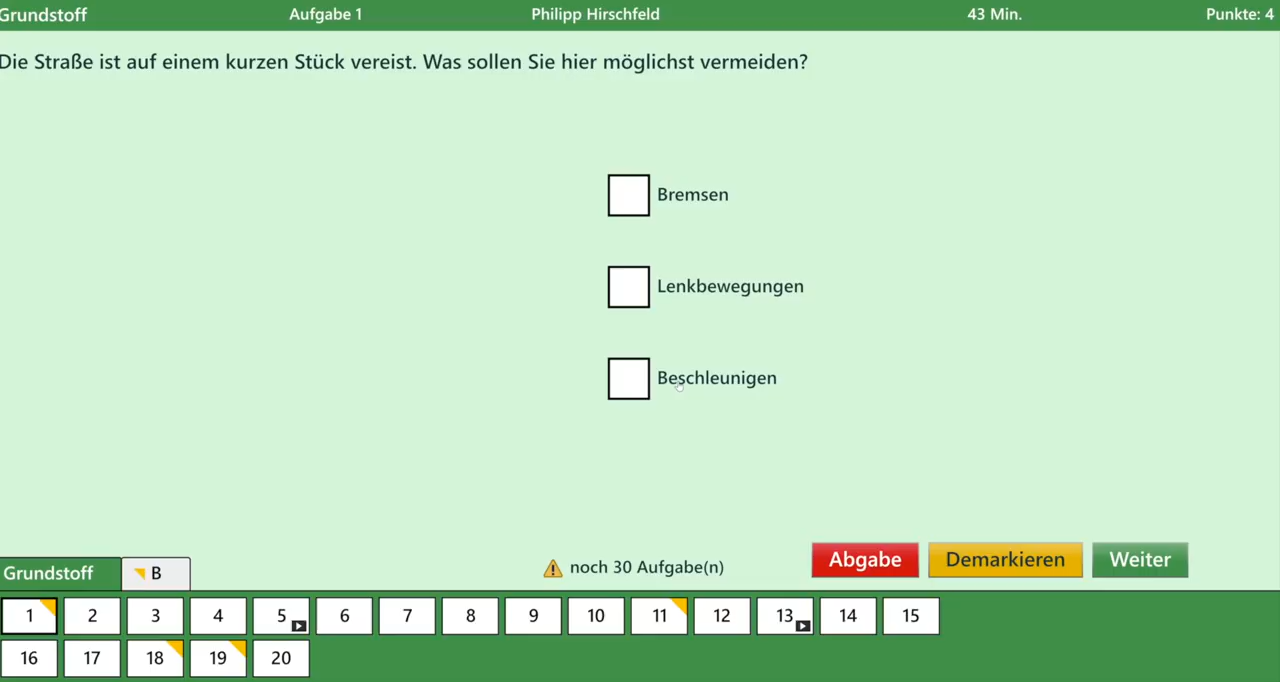 Grundstoff Aufgabe 1 Philipp Hirschfeld 43 Min. Punkte: 4
Die Straße ist auf einem kurzen Stück vereist. Was sollen Sie hier möglichst vermeiden?
Bremsen
Lenkbewegungen
Beschleunigen
Grundstoff B noch 30 Aufgabe(n) Abgabe Demarkieren Weiter
1 2 3 4 5 6 7 8 9 10 11 12 13 14 15
16 17 18 19 20